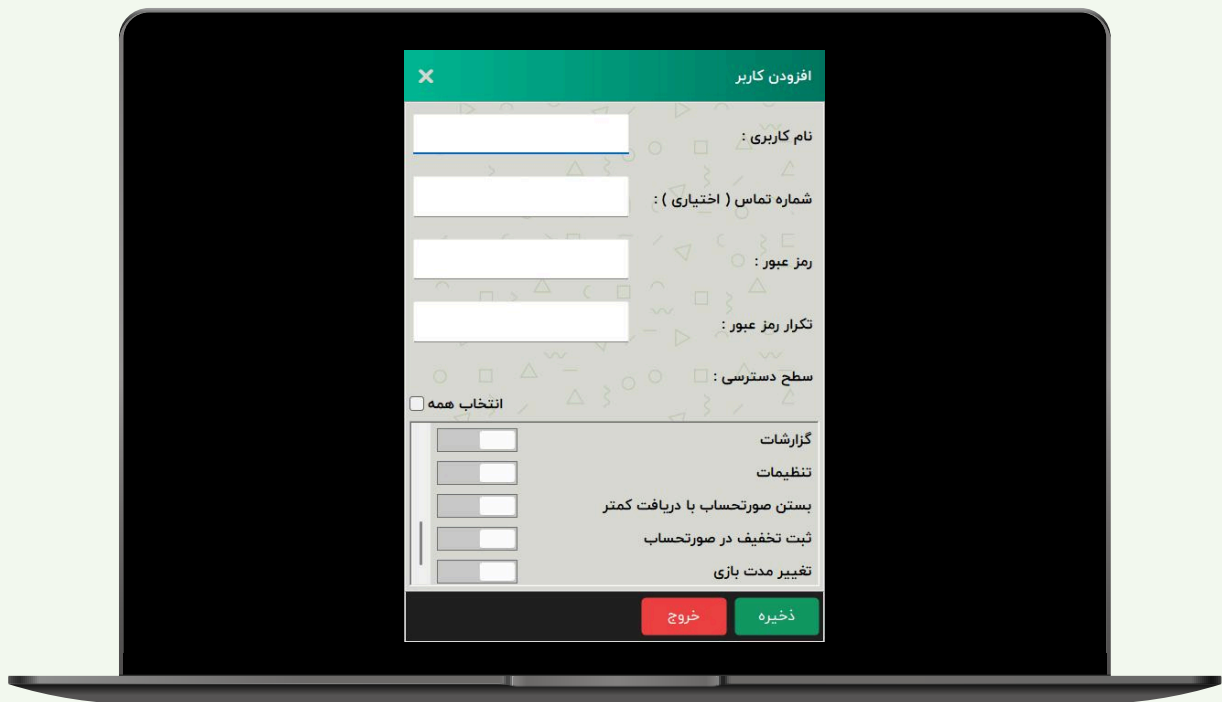 افزودن کاربر
نام کاربری :
شماره تماس ( اختیاری ) :
رمز عبور :
تکرار رمز عبور :
سطح دسترسی :
انتخاب همه
گزارشات
تنظیمات
بستن صورتحساب با دریافت کمتر
ثبت تخفیف در صورتحساب
تغییر مدت بازی
ذخیره
خروج